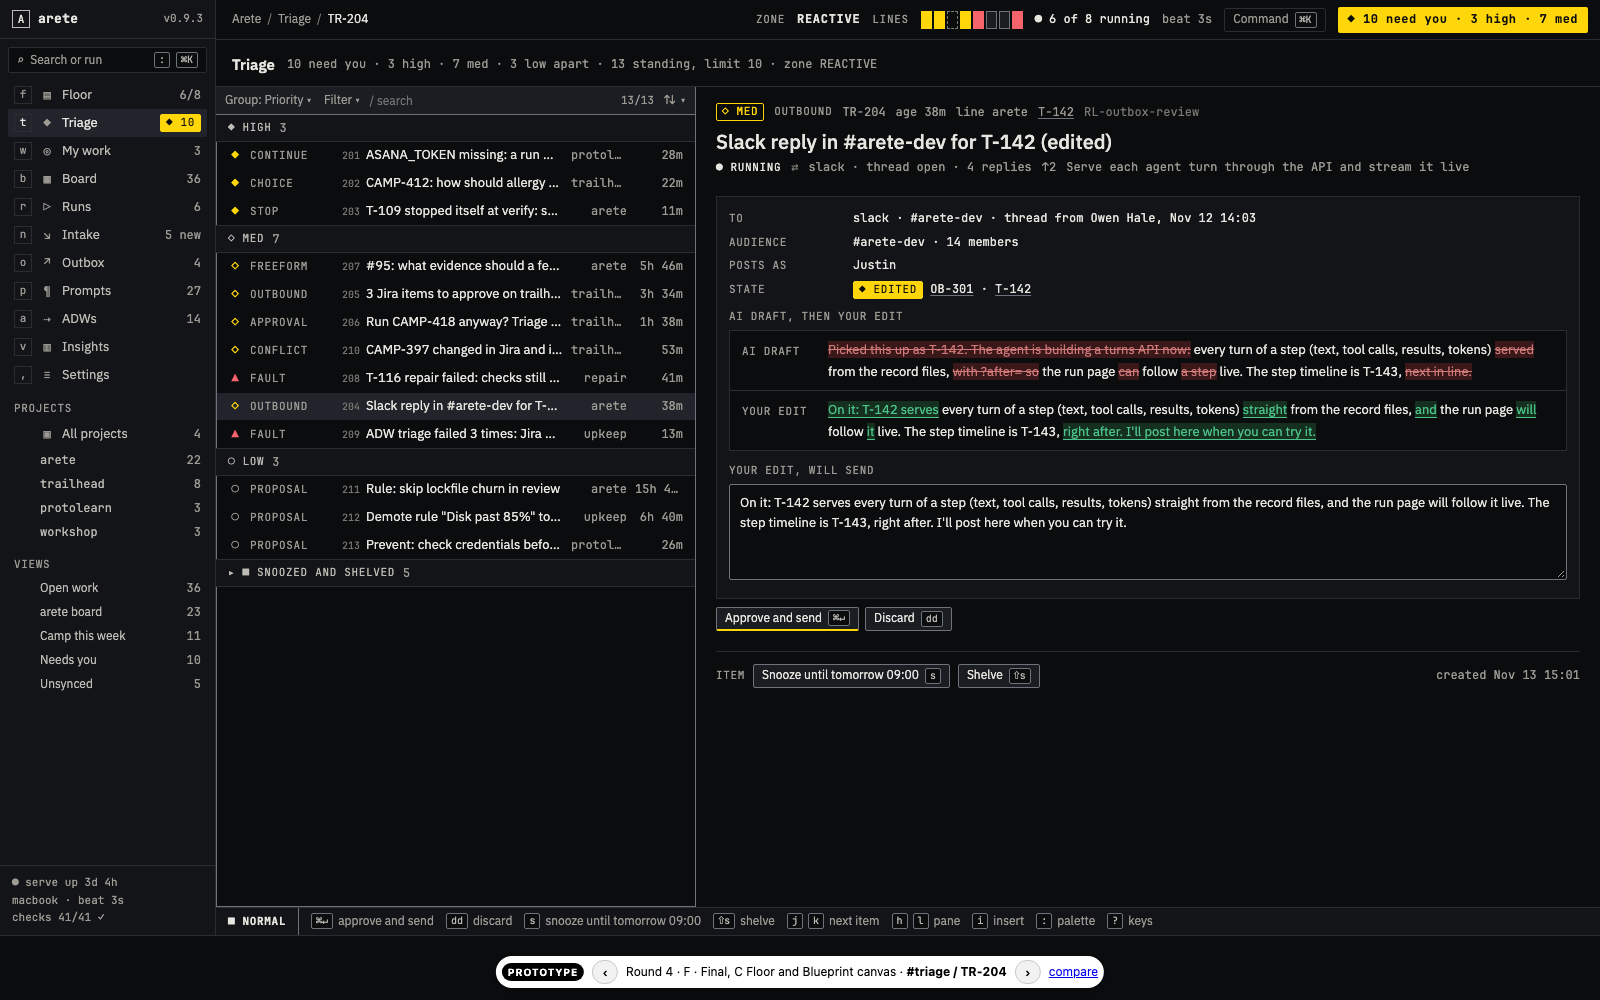 A arete v0.9.3
Search or run : ⌘K
f Floor 6/8
t Triage ◆ 10
w My work 3
b Board 36
r Runs 6
n Intake 5 new
o Outbox 4
p Prompts 27
a ADWs 14
v Insights
, Settings
PROJECTS
All projects 4
arete 22
trailhead 8
protolearn 3
workshop 3
VIEWS
Open work 36
arete board 23
Camp this week 11
Needs you 10
Unsynced 5
● serve up 3d 4h
macbook · beat 3s
checks 41/41 ✓
Arete / Triage / TR-204
ZONE REACTIVE LINES ● 6 of 8 running beat 3s Command ⌘K ◆ 10 need you · 3 high · 7 med
Triage 10 need you · 3 high · 7 med · 3 low apart · 13 standing, limit 10 · zone REACTIVE
Group: Priority ▾ Filter ▾ / search 13/13 ↑↓ ▾
◆ HIGH 3
◆ CONTINUE 201 ASANA_TOKEN missing: a run ... protol… 28m
◆ CHOICE 202 CAMP-412: how should allergy ... trailh… 22m
◆ STOP 203 T-109 stopped itself at verify: s... arete 11m
◇ MED 7
◇ FREEFORM 207 #95: what evidence should a fe... arete 5h 46m
◇ OUTBOUND 205 3 Jira items to approve on trailh... trailh… 3h 34m
◇ APPROVAL 206 Run CAMP-418 anyway? Triage ... trailh… 1h 38m
◇ CONFLICT 210 CAMP-397 changed in Jira and i... trailh… 53m
▲ FAULT 208 T-116 repair failed: checks still ... repair 41m
◇ OUTBOUND 204 Slack reply in #arete-dev for T-... arete 38m
▲ FAULT 209 ADW triage failed 3 times: Jira ... upkeep 13m
○ LOW 3
○ PROPOSAL 211 Rule: skip lockfile churn in review arete 15h 4…
○ PROPOSAL 212 Demote rule "Disk past 85%" to... upkeep 6h 40m
○ PROPOSAL 213 Prevent: check credentials befo... protol… 26m
▸ ■ SNOOZED AND SHELVED 5
◇ MED OUTBOUND TR-204 age 38m line arete T-142 RL-outbox-review
Slack reply in #arete-dev for T-142 (edited)
● RUNNING ⇄ slack · thread open · 4 replies ↑2 Serve each agent turn through the API and stream it live
TO slack · #arete-dev · thread from Owen Hale, Nov 12 14:03
AUDIENCE #arete-dev · 14 members
POSTS AS Justin
STATE ◆ EDITED OB-301 · T-142
AI DRAFT, THEN YOUR EDIT
AI DRAFT Picked this up as T-142. The agent is building a turns API now: every turn of a step (text, tool calls, results, tokens) served
from the record files, with ?after= so the run page can follow a step live. The step timeline is T-143, next in line.
YOUR EDIT On it: T-142 serves every turn of a step (text, tool calls, results, tokens) straight from the record files, and the run page will
follow it live. The step timeline is T-143, right after. I'll post here when you can try it.
YOUR EDIT, WILL SEND
On it: T-142 serves every turn of a step (text, tool calls, results, tokens) straight from the record files, and the run page will follow it live. The
step timeline is T-143, right after. I'll post here when you can try it.
Approve and send ⌘↵ Discard dd
ITEM Snooze until tomorrow 09:00 s Shelve ⇧s created Nov 13 15:01
■ NORMAL ⌘↵ approve and send dd discard s snooze until tomorrow 09:00 ⇧s shelve j k next item h l pane i insert : palette ? keys
PROTOTYPE ‹ Round 4 · F · Final, C Floor and Blueprint canvas · #triage / TR-204 › compare